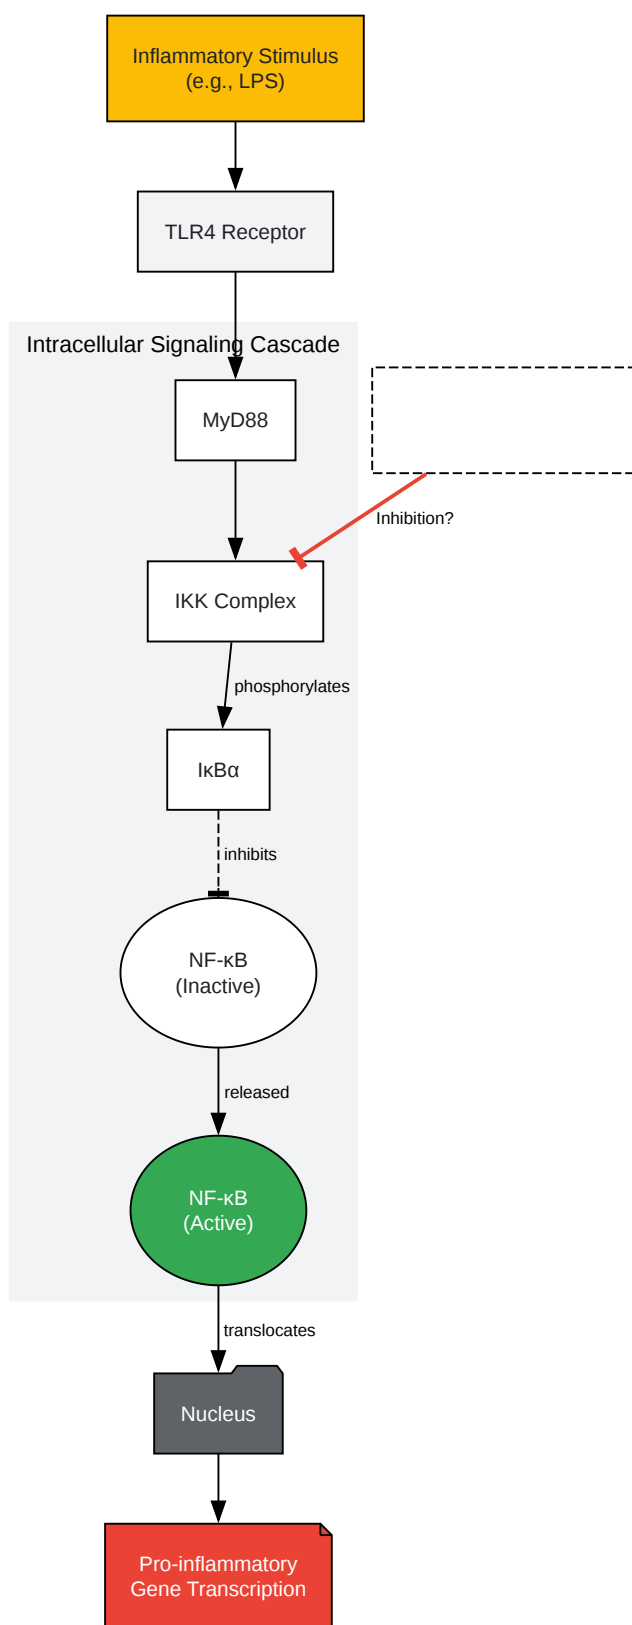 Inflammatory Stimulus
(e.g., LPS)
TLR4 Receptor
Intracellular Signaling Cascade
MyD88
Inhibition?
IKK Complex
phosphorylates
IκBα
inhibits
NF-κB
(Inactive)
released
NF-κB
(Active)
translocates
Nucleus
Pro-inflammatory
Gene Transcription